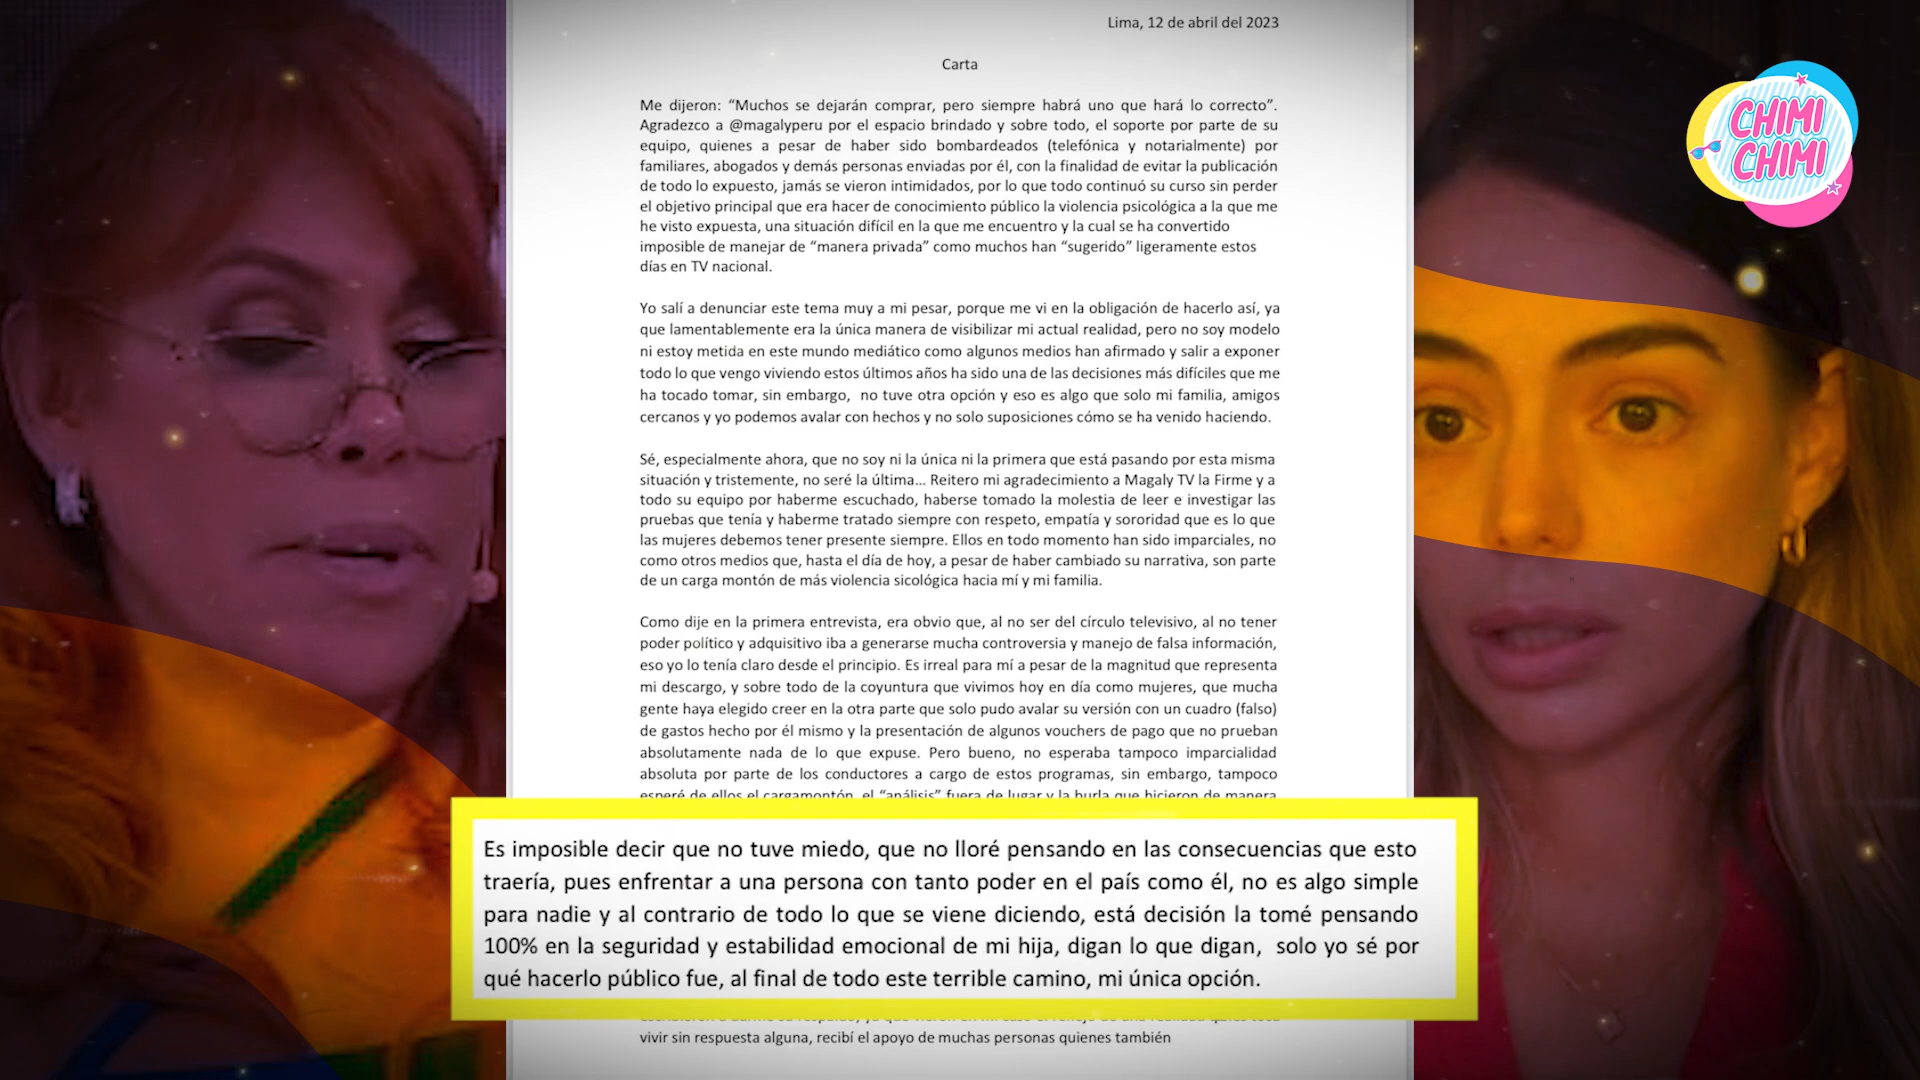 Lima, 12 de abril del 2023
Carta
Me dijeron: “Muchos se dejarán comprar, pero siempre habrá uno que hará lo correcto”.
Agradezco a @magalyperu por el espacio brindado y sobre todo, el soporte por parte de su
equipo, quienes a pesar de haber sido bombardeados (telefónica y notarialmente) por
familiares, abogados y demás personas enviadas por él, con la finalidad de evitar la publicación
de todo lo expuesto, jamás se vieron intimidados, por lo que todo continuó su curso sin perder
el objetivo principal que era hacer de conocimiento público la violencia psicológica a la que me
he visto expuesta, una situación difícil en la que me encuentro y la cual se ha convertido
imposible de manejar de “manera privada” como muchos han “sugerido” ligeramente estos
días en TV nacional.
Yo salí a denunciar este tema muy a mi pesar, porque me vi en la obligación de hacerlo así, ya
que lamentablemente era la única manera de visibilizar mi actual realidad, pero no soy modelo
ni estoy metida en este mundo mediático como algunos medios han afirmado y salir a exponer
todo lo que vengo viviendo estos últimos años ha sido una de las decisiones más difíciles que me
ha tocado tomar, sin embargo, no tuve otra opción y eso es algo que solo mi familia, amigos
cercanos y yo podemos avalar con hechos y no solo suposiciones cómo se ha venido haciendo.
Sé, especialmente ahora, que no soy ni la única ni la primera que está pasando por esta misma
situación y tristemente, no seré la última... Reitero mi agradecimiento a Magaly TV la Firme y a
todo su equipo por haberme escuchado, haberse tomado la molestia de leer e investigar las
pruebas que tenía y haberme tratado siempre con respeto, empatía y sororidad que es lo que
las mujeres debemos tener presente siempre. Ellos en todo momento han sido imparciales, no
como otros medios que, hasta el día de hoy, a pesar de haber cambiado su narrativa, son parte
de un carga montón de más violencia sicológica hacia mí y mi familia.
Como dije en la primera entrevista, era obvio que, al no ser del círculo televisivo, al no tener
poder político y adquisitivo iba a generarse mucha controversia y manejo de falsa información,
eso yo lo tenía claro desde el principio. Es irreal para mí a pesar de la magnitud que representa
mi descargo, y sobre todo de la coyuntura que vivimos hoy en día como mujeres, que mucha
gente haya elegido creer en la otra parte que solo pudo avalar su versión con un cuadro (falso)
de gastos hecho por él mismo y la presentación de algunos vouchers de pago que no prueban
absolutamente nada de lo que expuse. Pero bueno, no esperaba tampoco imparcialidad
absoluta por parte de los conductores a cargo de estos programas, sin embargo, tampoco
esperé de ellos el cargamontón, el “análisis” fuera de lugar y la burla que hicieron de manera
Es imposible decir que no tuve miedo, que no lloré pensando en las consecuencias que esto
traería, pues enfrentar a una persona con tanto poder en el país como él, no es algo simple
para nadie y al contrario de todo lo que se viene diciendo, está decisión la tomé pensando
100% en la seguridad y estabilidad emocional de mi hija, digan lo que digan, solo yo sé por
qué hacerlo público fue, al final de todo este terrible camino, mi única opción.
vivir sin respuesta alguna, recibí el apoyo de muchas personas quienes también
CHIMI
CHIMI